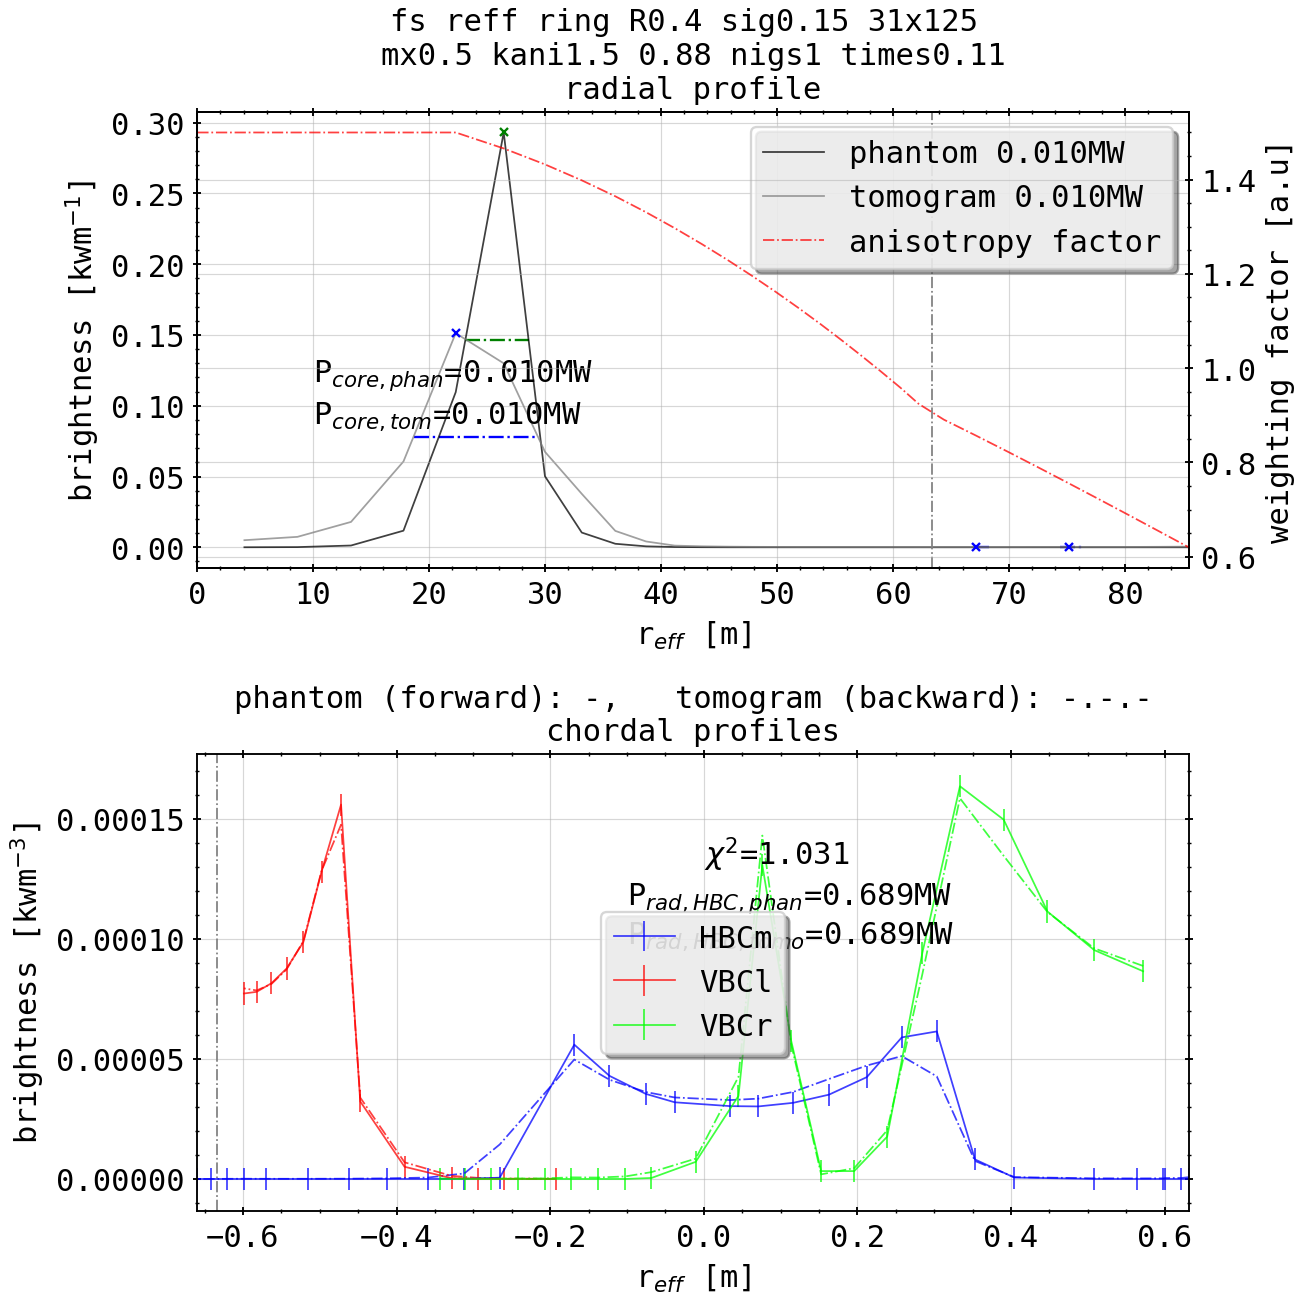 fs reff ring R0.4 sig0.15 31x125
mx0.5 kani1.5 0.88 nigs1 times0.11
radial profile
brightness [kwm⁻¹]
0.30
0.25
0.20
0.15
0.10
0.05
0.00
phantom 0.010MW
tomogram 0.010MW
anisotropy factor
P_core,phan=0.010MW
P_core,tom=0.010MW
1.4
1.2
1.0
0.8
0.6
weighting factor [a.u]
0 10 20 30 40 50 60 70 80
r_eff [m]
phantom (forward): -,   tomogram (backward): -.-.-
chordal profiles
brightness [kwm⁻³]
0.00015
0.00010
0.00005
0.00000
χ²=1.031
P_rad,HBC,phan=0.689MW
=0.689MW
HBCm
VBCl
VBCr
−0.6 −0.4 −0.2 0.0 0.2 0.4 0.6
r_eff [m]